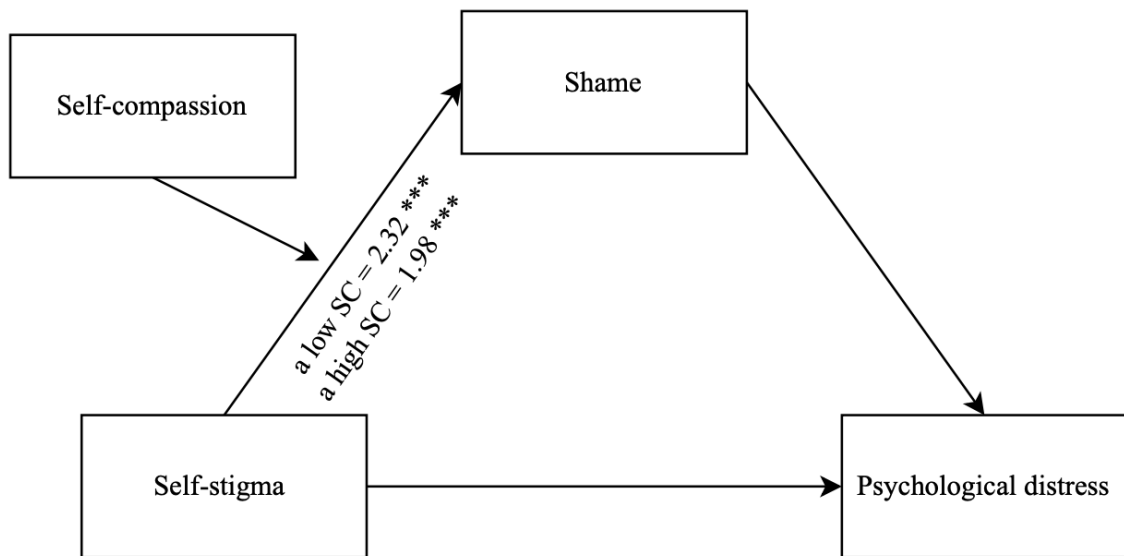 Self-compassion
Shame
a low SC = 2.32 ***
a high SC = 1.98 ***
Self-stigma
Psychological distress